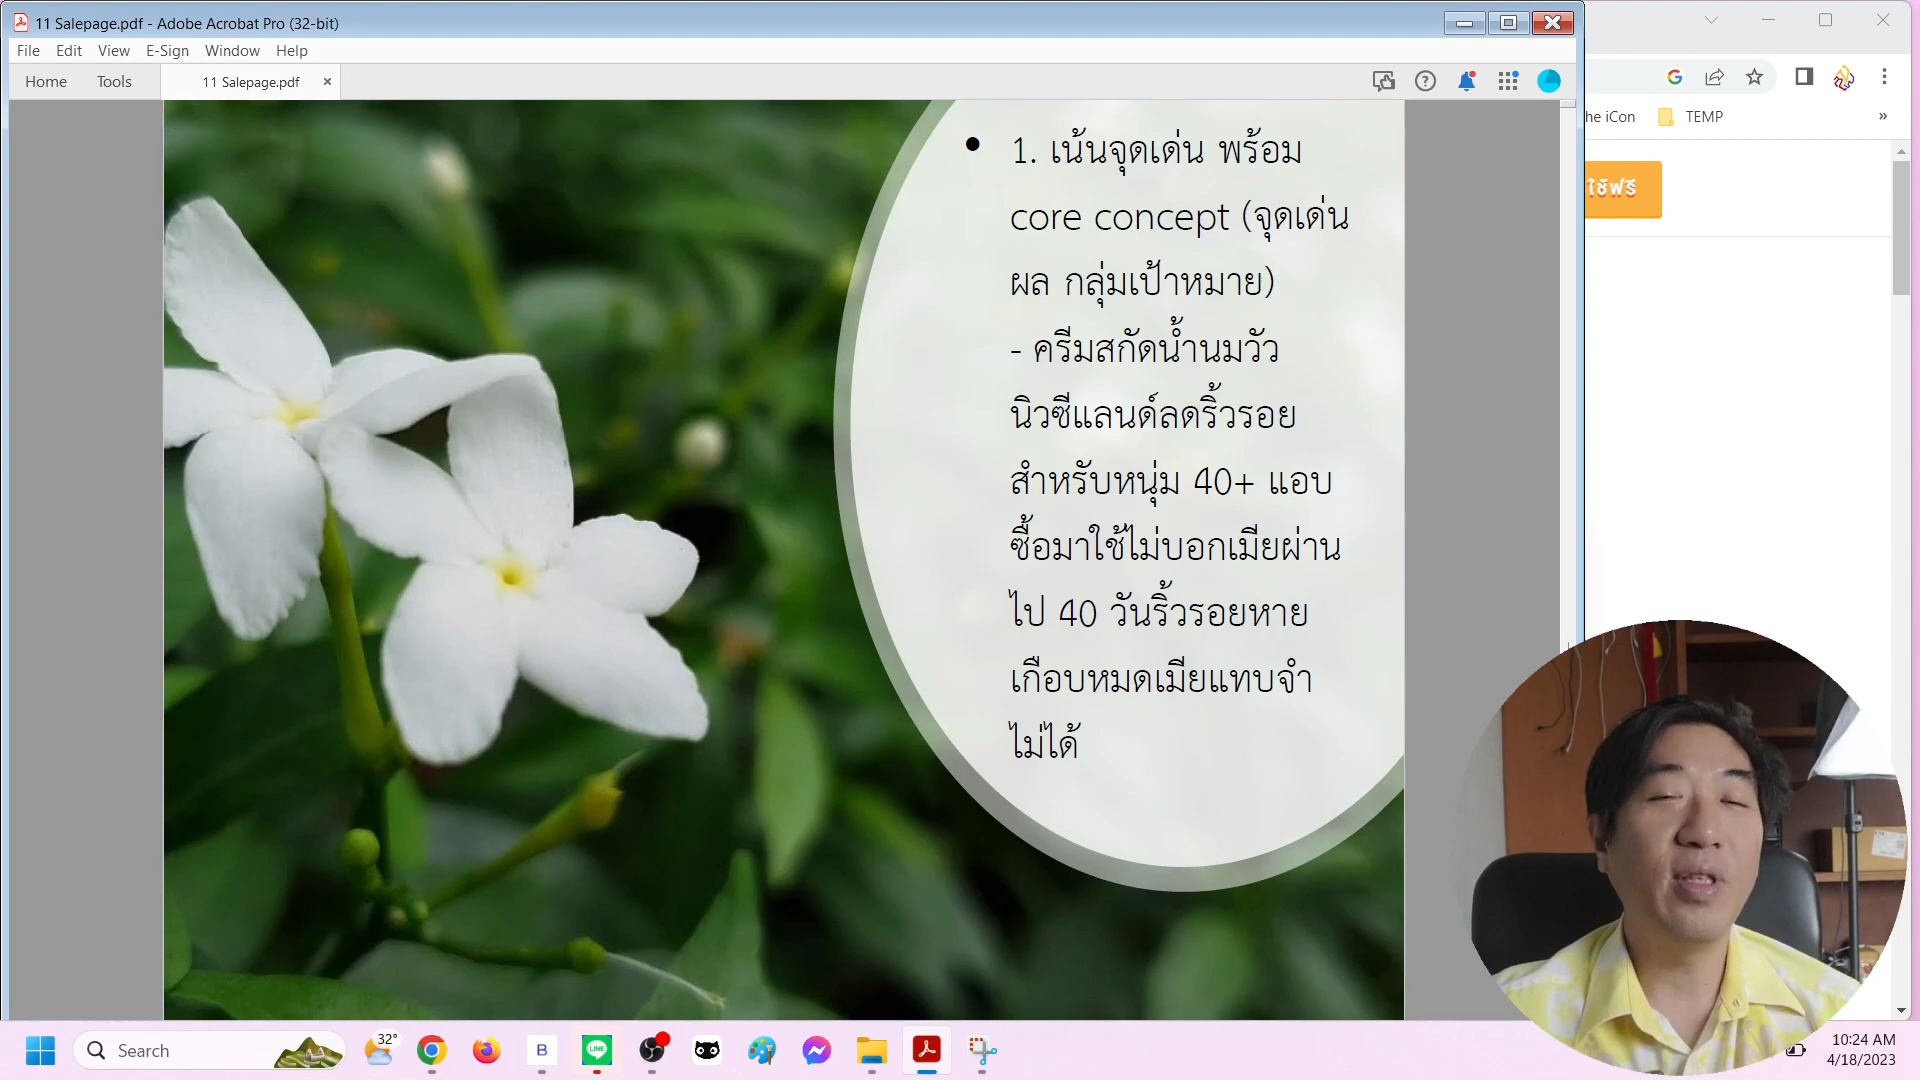 11 Salepage.pdf - Adobe Acrobat Pro (32-bit)
File Edit View E-Sign Window Help
Home Tools 11 Salepage.pdf ×
he iCon TEMP »
ใช้ฟรี
• 1. เน้นจุดเด่น พร้อม
core concept (จุดเด่น
ผล กลุ่มเป้าหมาย)
- ครีมสกัดน้ำนมวัว
นิวซีแลนด์ลดริ้วรอย
สำหรับหนุ่ม 40+ แอบ
ซื้อมาใช้ไม่บอกเมียผ่าน
ไป 40 วันริ้วรอยหาย
เกือบหมดเมียแทบจำ
ไม่ได้
Search
32°
B
10:24 AM
4/18/2023